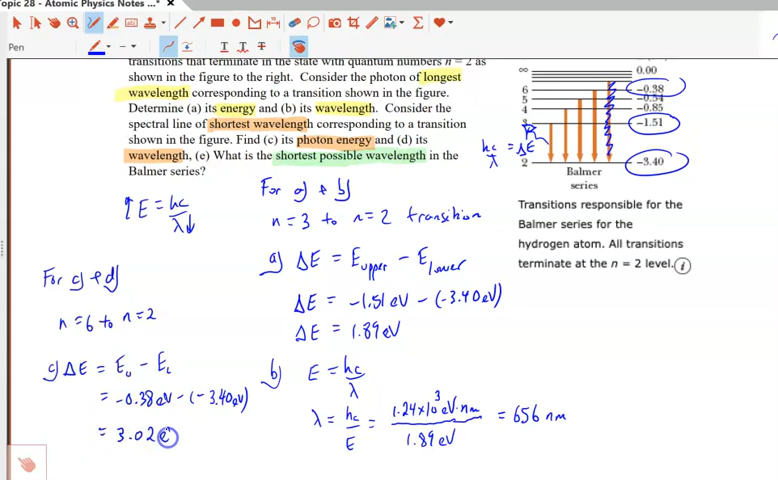 Topic 28 - Atomic Physics Notes ...
Pen
transitions that terminate in the state with quantum numbers n = 2 as
shown in the figure to the right. Consider the photon of longest
wavelength corresponding to a transition shown in the figure.
Determine (a) its energy and (b) its wavelength. Consider the
spectral line of shortest wavelength corresponding to a transition
shown in the figure. Find (c) its photon energy and (d) its
wavelength, (e) What is the shortest possible wavelength in the
Balmer series?
∞ 0.00
6 -0.38
5 -0.54
4 -0.85
3 -1.51
hc/λ = ΔE
2 -3.40
Balmer
series
Transitions responsible for the
Balmer series for the
hydrogen atom. All transitions
terminate at the n = 2 level.
↑E = hc/λ↓
For a) + b)
n = 3 to n = 2 transition
a) ΔE = E upper - E lower
ΔE = -1.51 eV - (-3.40 eV)
ΔE = 1.89 eV
b) E = hc/λ
λ = hc/E = 1.24×10³ eV·nm / 1.89 eV = 656 nm
For c) + d)
n = 6 to n = 2
c) ΔE = E_U - E_L
= -0.38 eV - (-3.40 eV)
= 3.02 e